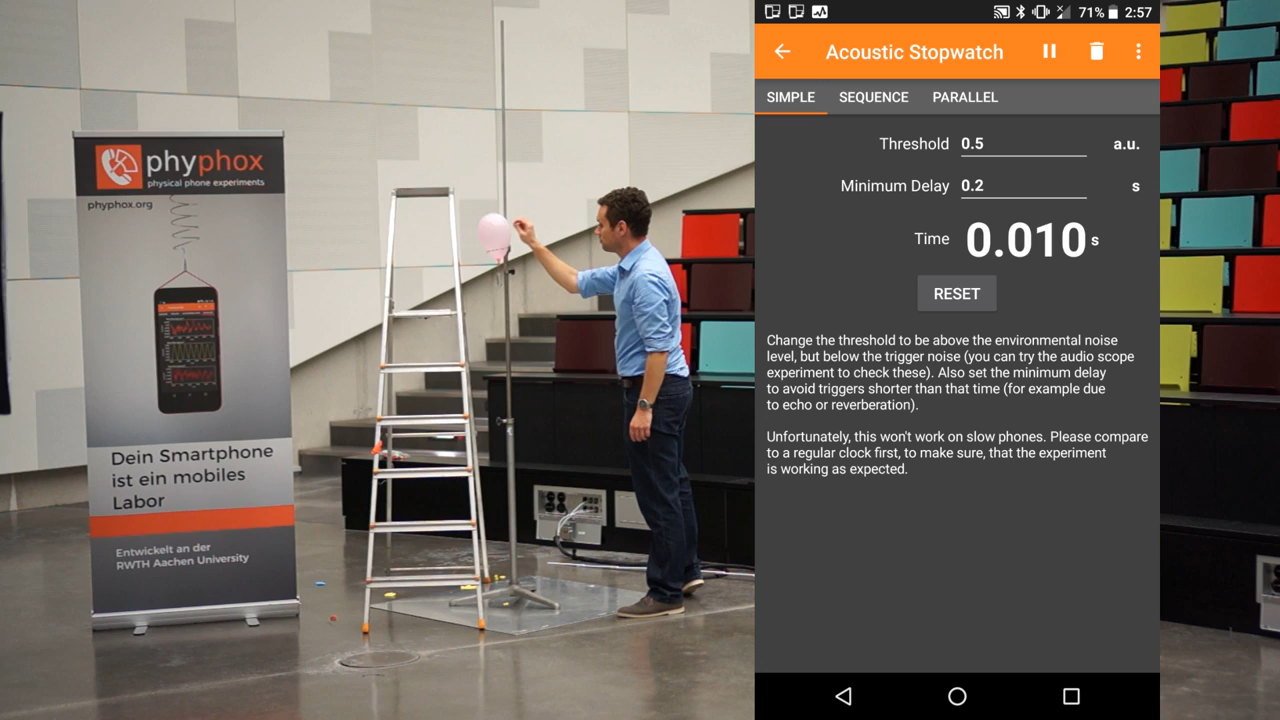 phyphox
physical phone experiments
phyphox.org
Dein Smartphone
ist ein mobiles
Labor
Entwickelt an der
RWTH Aachen University
71% 2:57
Acoustic Stopwatch
SIMPLE SEQUENCE PARALLEL
Threshold 0.5 a.u.
Minimum Delay 0.2 s
Time 0.010 s
RESET
Change the threshold to be above the environmental noise
level, but below the trigger noise (you can try the audio scope
experiment to check these). Also set the minimum delay
to avoid triggers shorter than that time (for example due
to echo or reverberation).
Unfortunately, this won't work on slow phones. Please compare
to a regular clock first, to make sure, that the experiment
is working as expected.